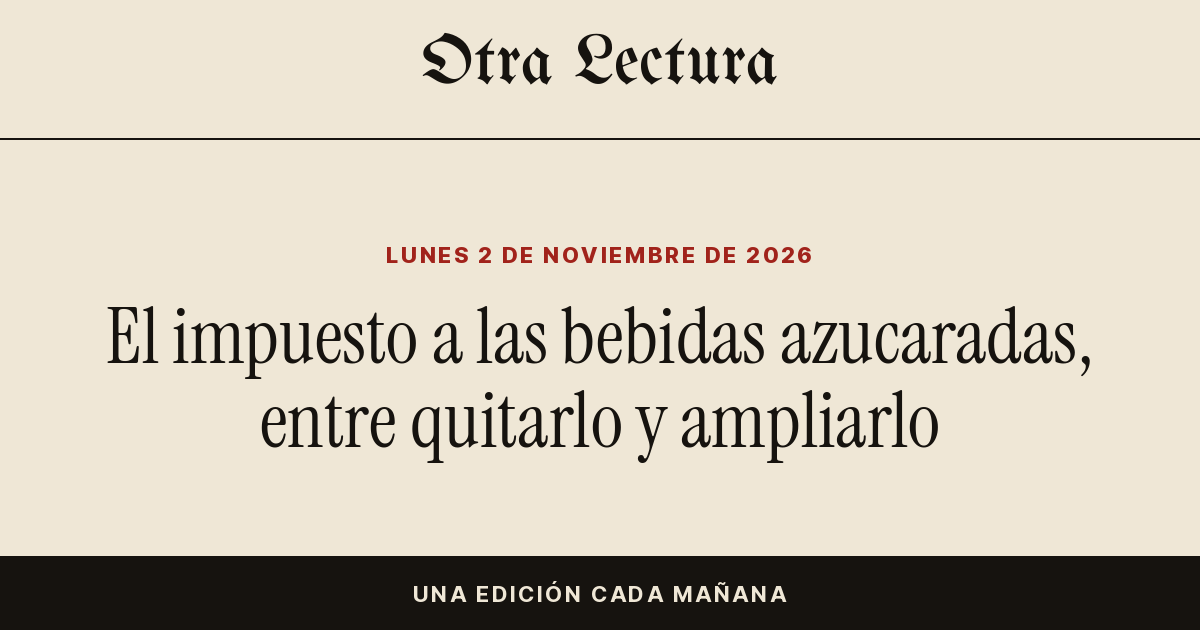 Otra Lectura
LUNES 2 DE NOVIEMBRE DE 2026
El impuesto a las bebidas azucaradas,
entre quitarlo y ampliarlo
UNA EDICIÓN CADA MAÑANA